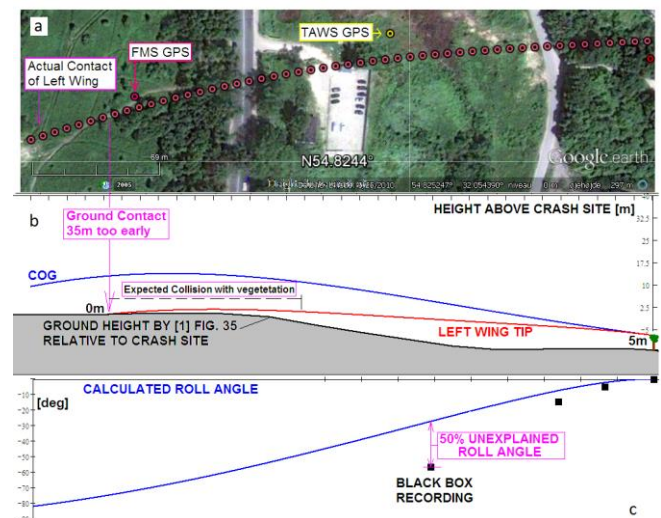 a
TAWS GPS
FMS GPS
Actual Contact
of Left Wing
69 m
N54.8244°
Google earth
2005
b
Ground Contact
35m too early
HEIGHT ABOVE CRASH SITE [m]
32.5
25
17.5
10
2.5
-5
COG
Expected Collision with vegetetation
0m
GROUND HEIGHT BY [1] FIG. 35
RELATIVE TO CRASH SITE
LEFT WING TIP
5m
CALCULATED ROLL ANGLE
[deg]
-10
-20
-30
-40
-50
-60
-70
-80
50% UNEXPLAINED
ROLL ANGLE
BLACK BOX
RECORDING
c